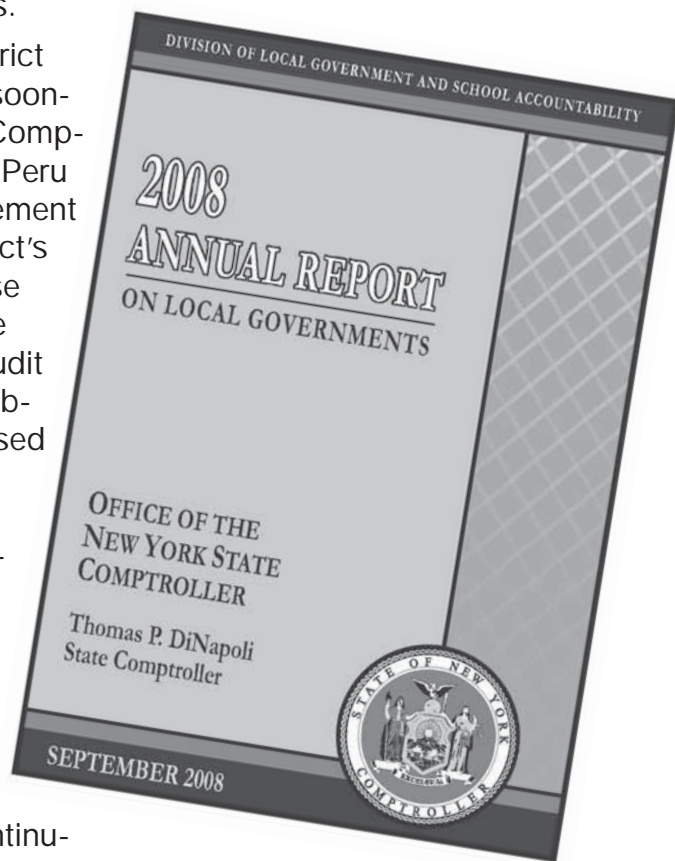 s.
rict
soon-
Comp-
Peru
ement
ct's
se
e
udit
b-
sed
-
ntinu-
DIVISION OF LOCAL GOVERNMENT AND SCHOOL ACCOUNTABILITY
2008
ANNUAL REPORT
ON LOCAL GOVERNMENTS
OFFICE OF THE
NEW YORK STATE
COMPTROLLER
Thomas P. DiNapoli
State Comptroller
STATE OF NEW YORK
EXCELSIOR
COMPTROLLER
SEPTEMBER 2008